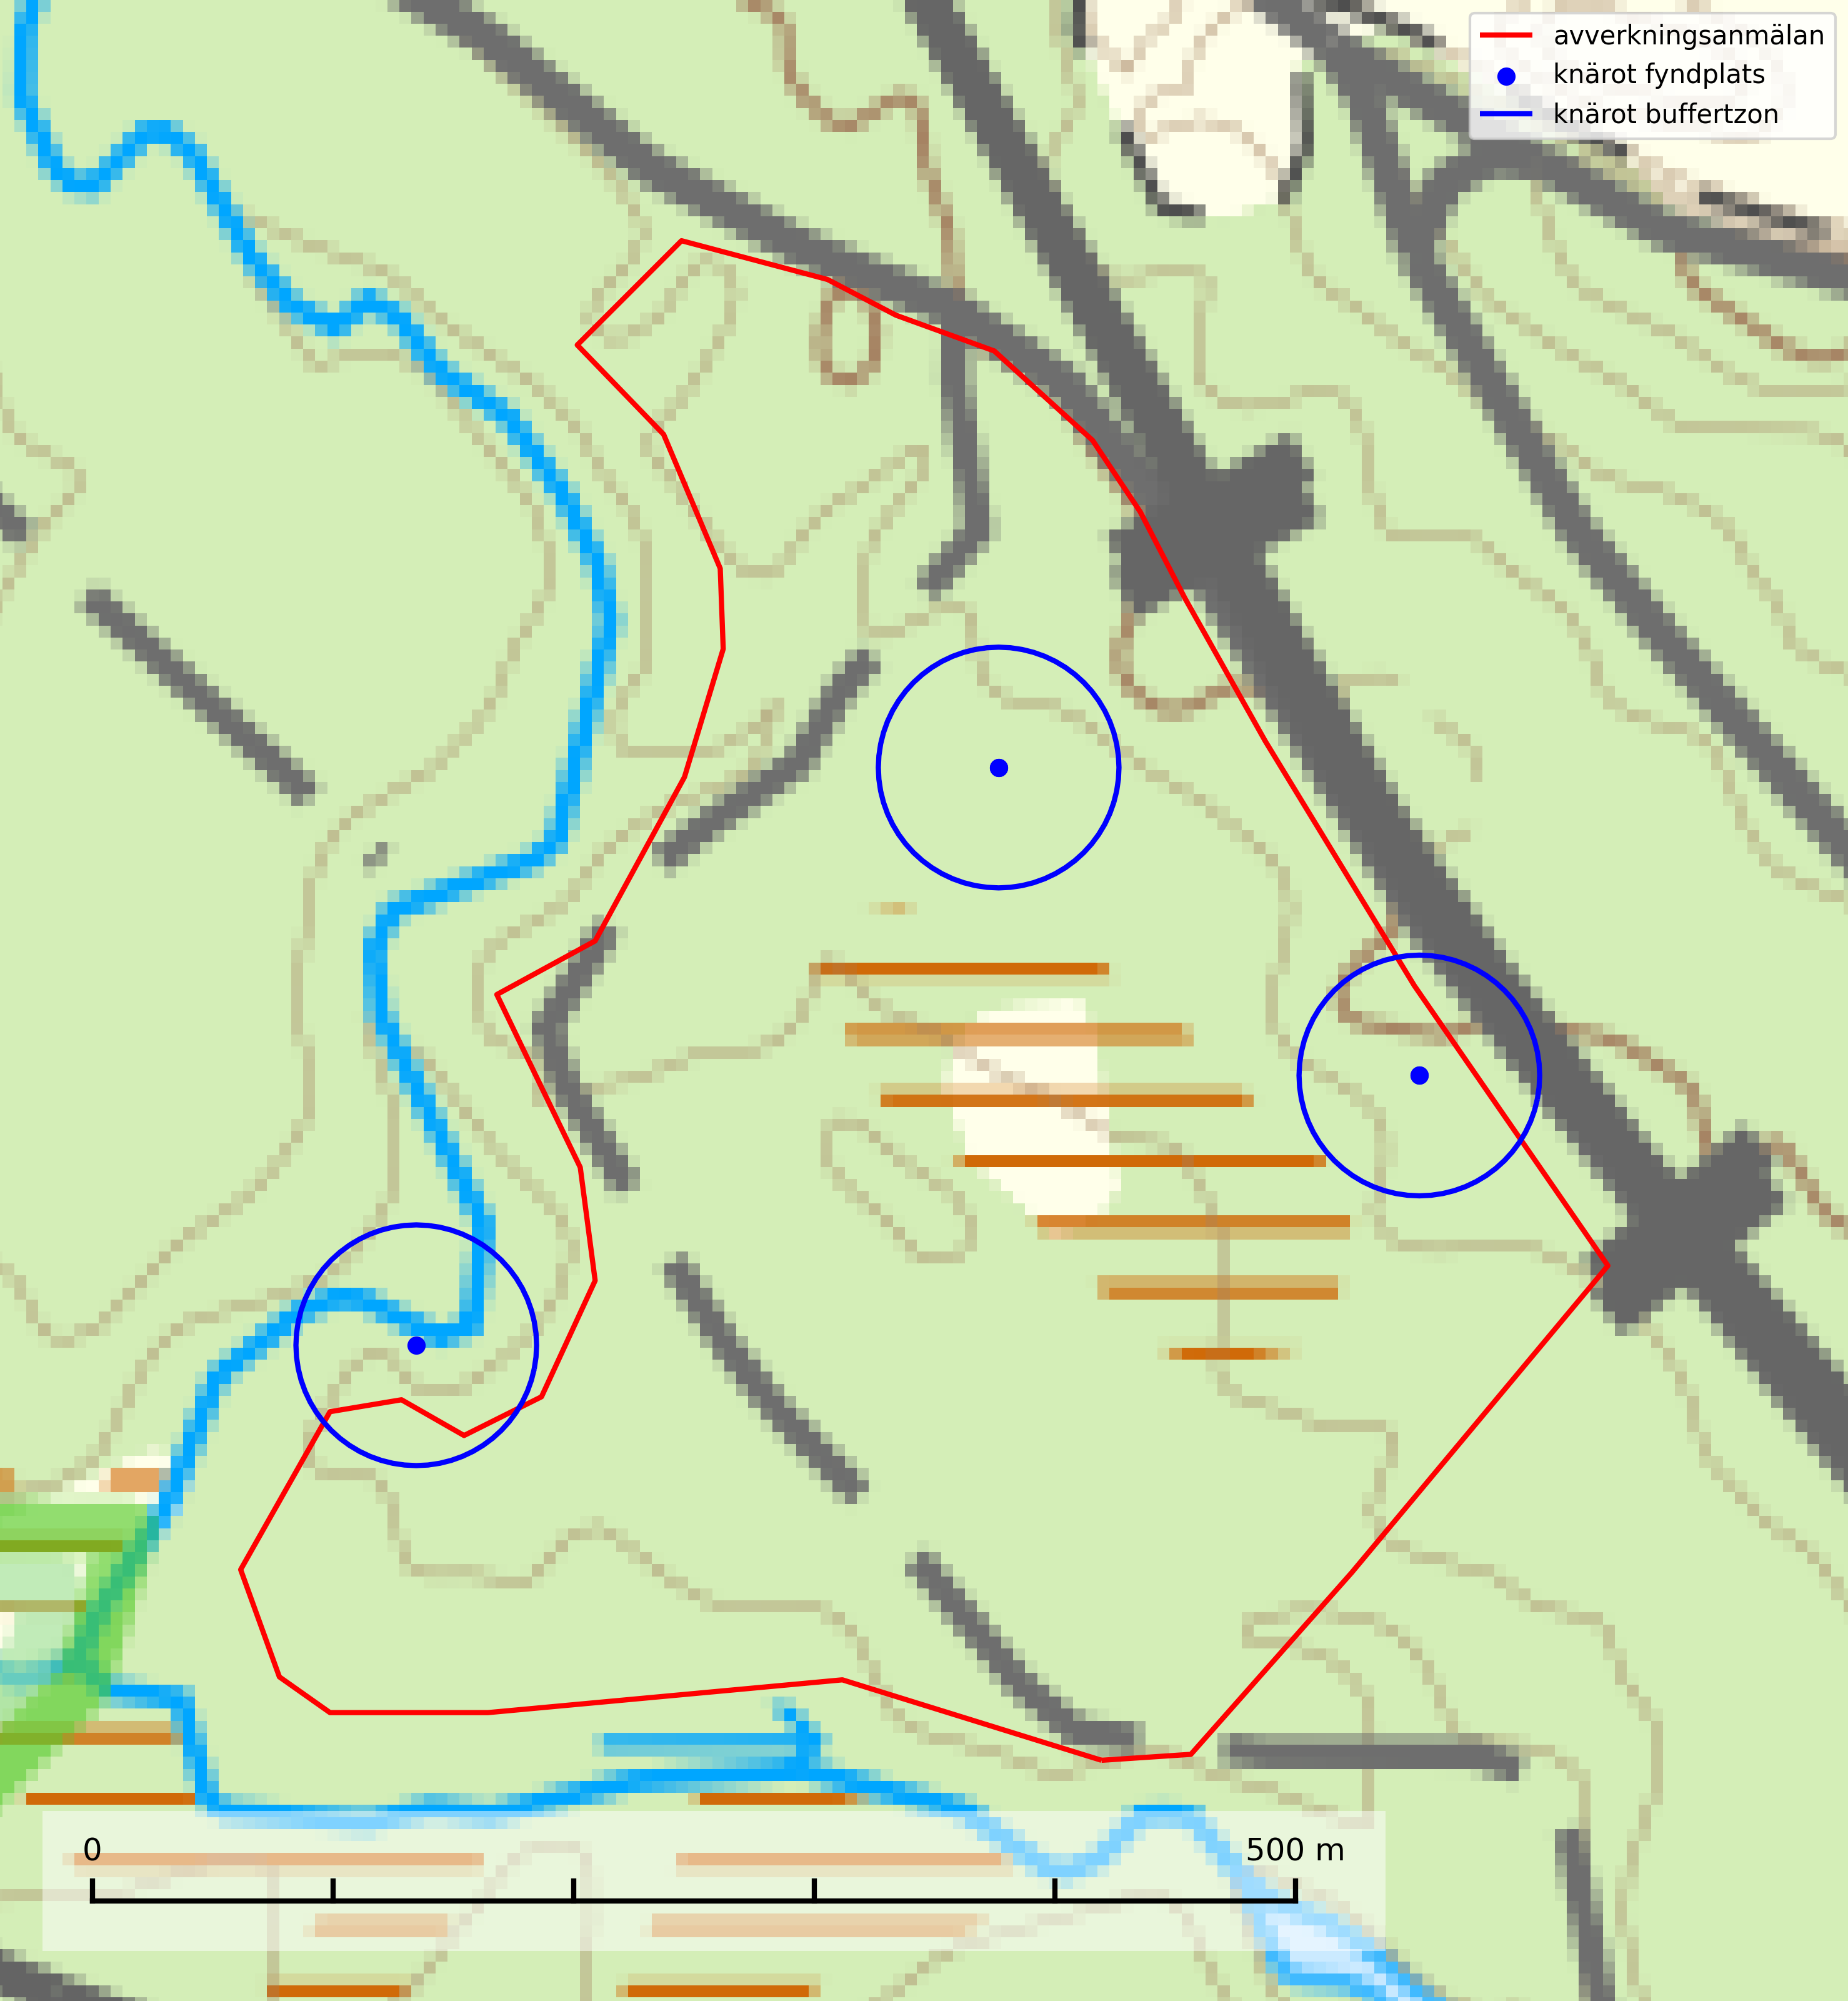 avverkningsanmälan
knärot fyndplats
knärot buffertzon
0 500 m